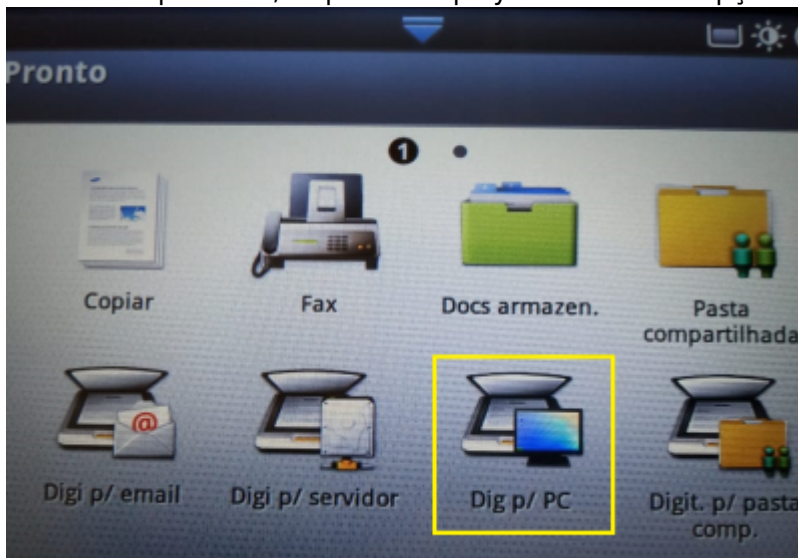 Pronto
1
Copiar
Fax
Docs armazen.
Pasta
compartilhada
@
Digi p/ email
Digi p/ servidor
Dig p/ PC
Digit. p/ pasta
comp.